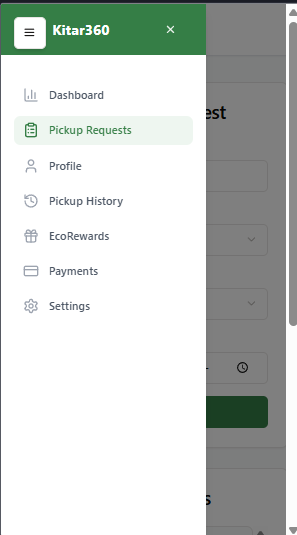 Kitar360
Dashboard
Pickup Requests
Profile
Pickup History
EcoRewards
Payments
Settings